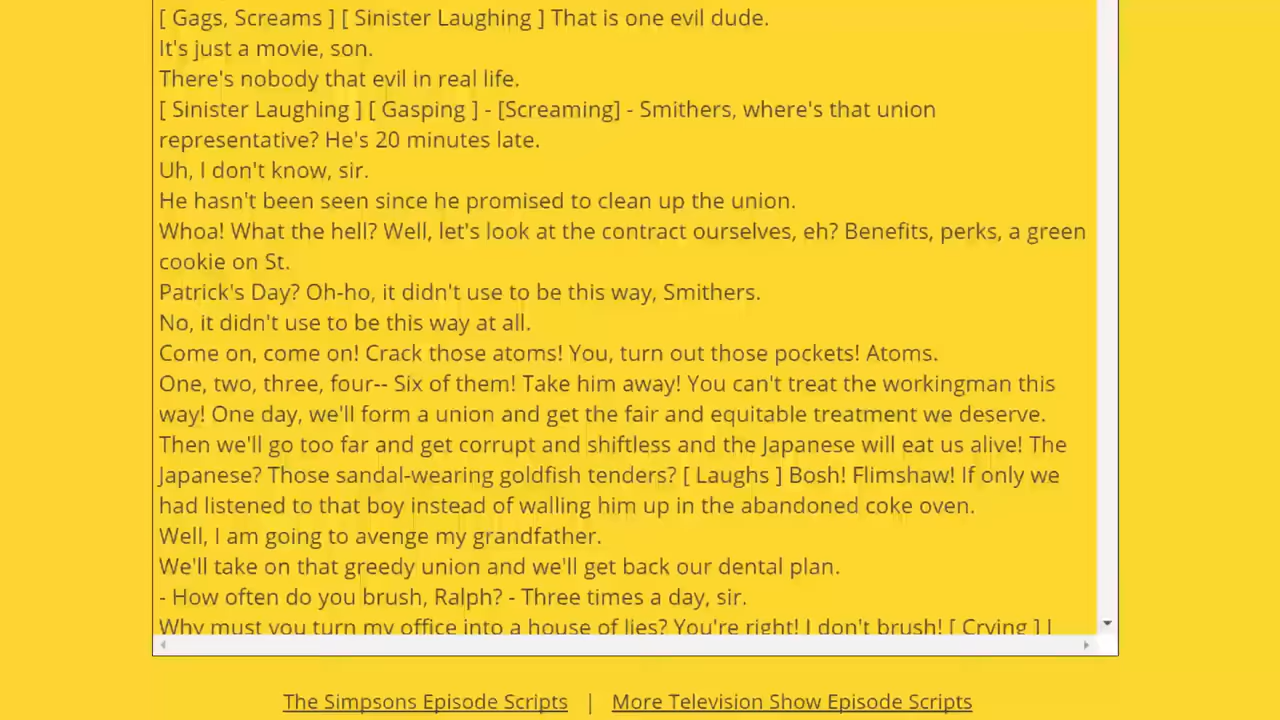 [ Gags, Screams ] [ Sinister Laughing ] That is one evil dude.
It's just a movie, son.
There's nobody that evil in real life.
[ Sinister Laughing ] [ Gasping ] - [Screaming] - Smithers, where's that union
representative? He's 20 minutes late.
Uh, I don't know, sir.
He hasn't been seen since he promised to clean up the union.
Whoa! What the hell? Well, let's look at the contract ourselves, eh? Benefits, perks, a green
cookie on St.
Patrick's Day? Oh-ho, it didn't use to be this way, Smithers.
No, it didn't use to be this way at all.
Come on, come on! Crack those atoms! You, turn out those pockets! Atoms.
One, two, three, four-- Six of them! Take him away! You can't treat the workingman this
way! One day, we'll form a union and get the fair and equitable treatment we deserve.
Then we'll go too far and get corrupt and shiftless and the Japanese will eat us alive! The
Japanese? Those sandal-wearing goldfish tenders? [ Laughs ] Bosh! Flimshaw! If only we
had listened to that boy instead of walling him up in the abandoned coke oven.
Well, I am going to avenge my grandfather.
We'll take on that greedy union and we'll get back our dental plan.
- How often do you brush, Ralph? - Three times a day, sir.
Why must you turn my office into a house of lies? You're right! I don't brush! [ Crying ] I
The Simpsons Episode Scripts | More Television Show Episode Scripts